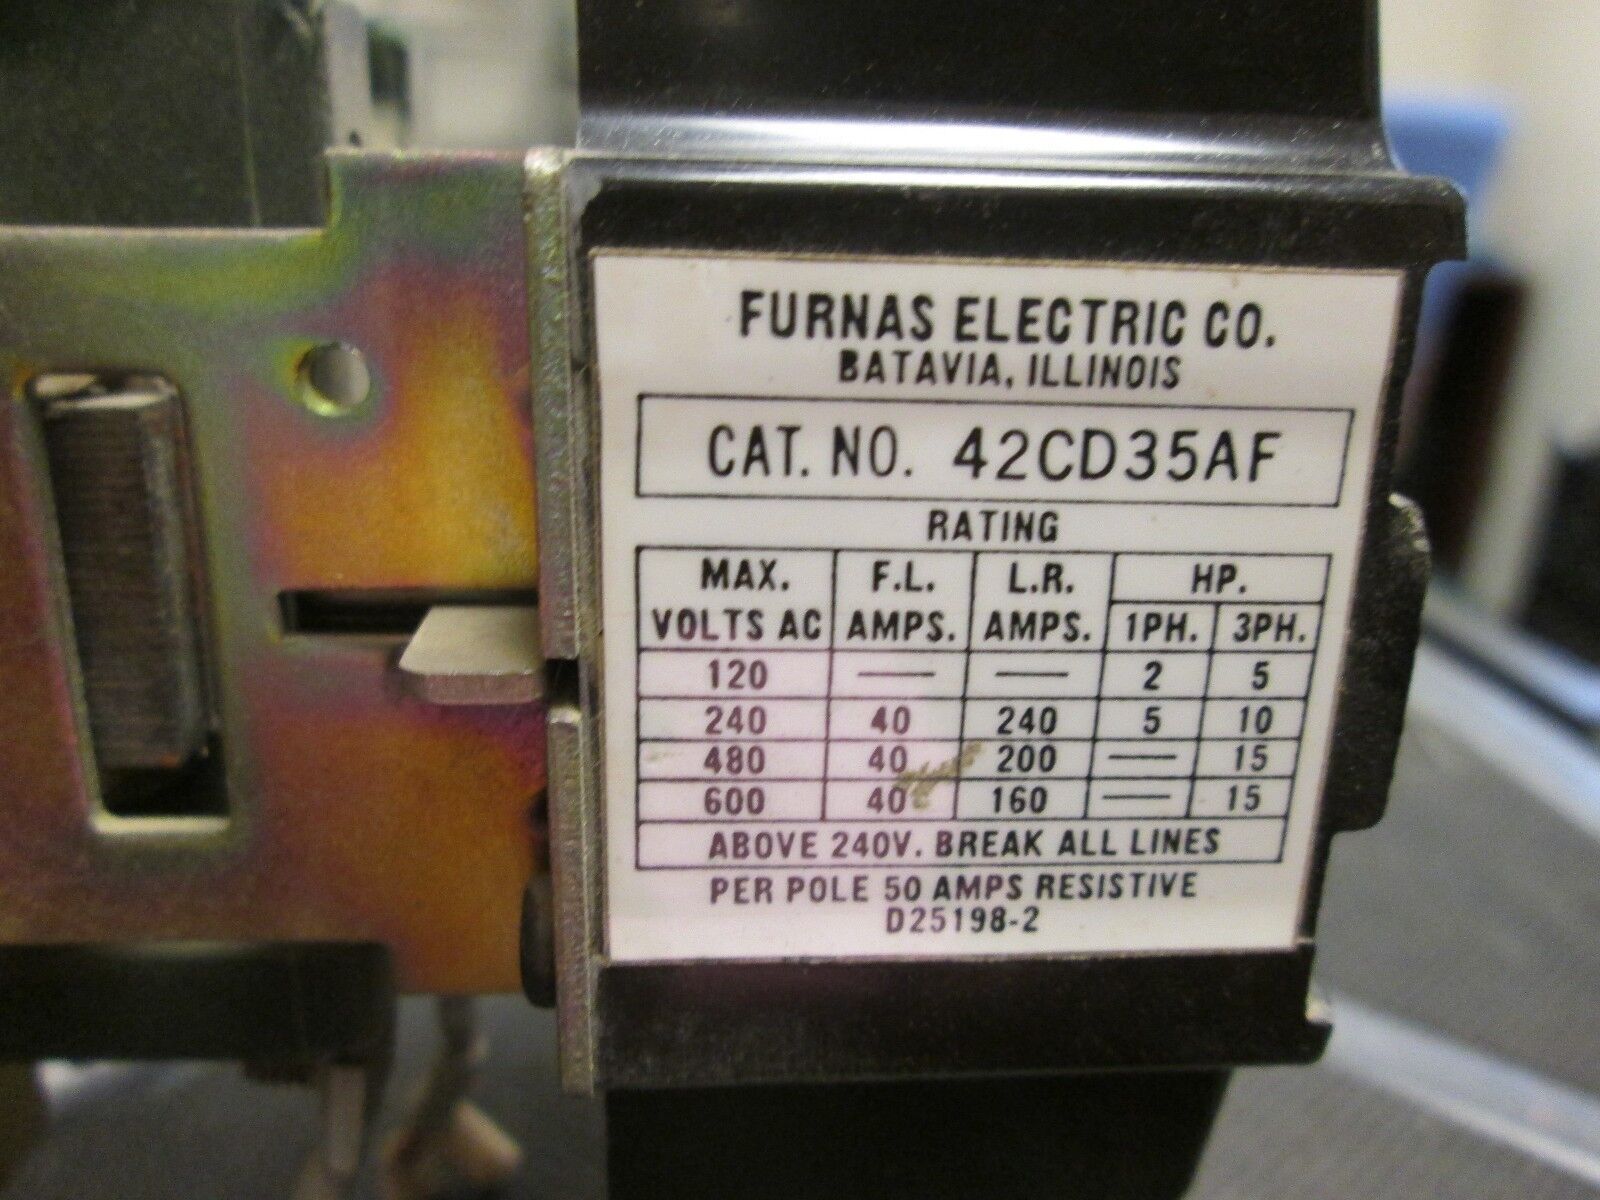 FURNAS ELECTRIC CO.
BATAVIA, ILLINOIS
CAT. NO. 42CD35AF
RATING
MAX. VOLTS AC F.L. AMPS. L.R. AMPS. HP. 1PH. 3PH.
120 — — 2 5
240 40 240 5 10
480 40 200 — 15
600 40 160 — 15
ABOVE 240V. BREAK ALL LINES
PER POLE 50 AMPS RESISTIVE
D25198-2